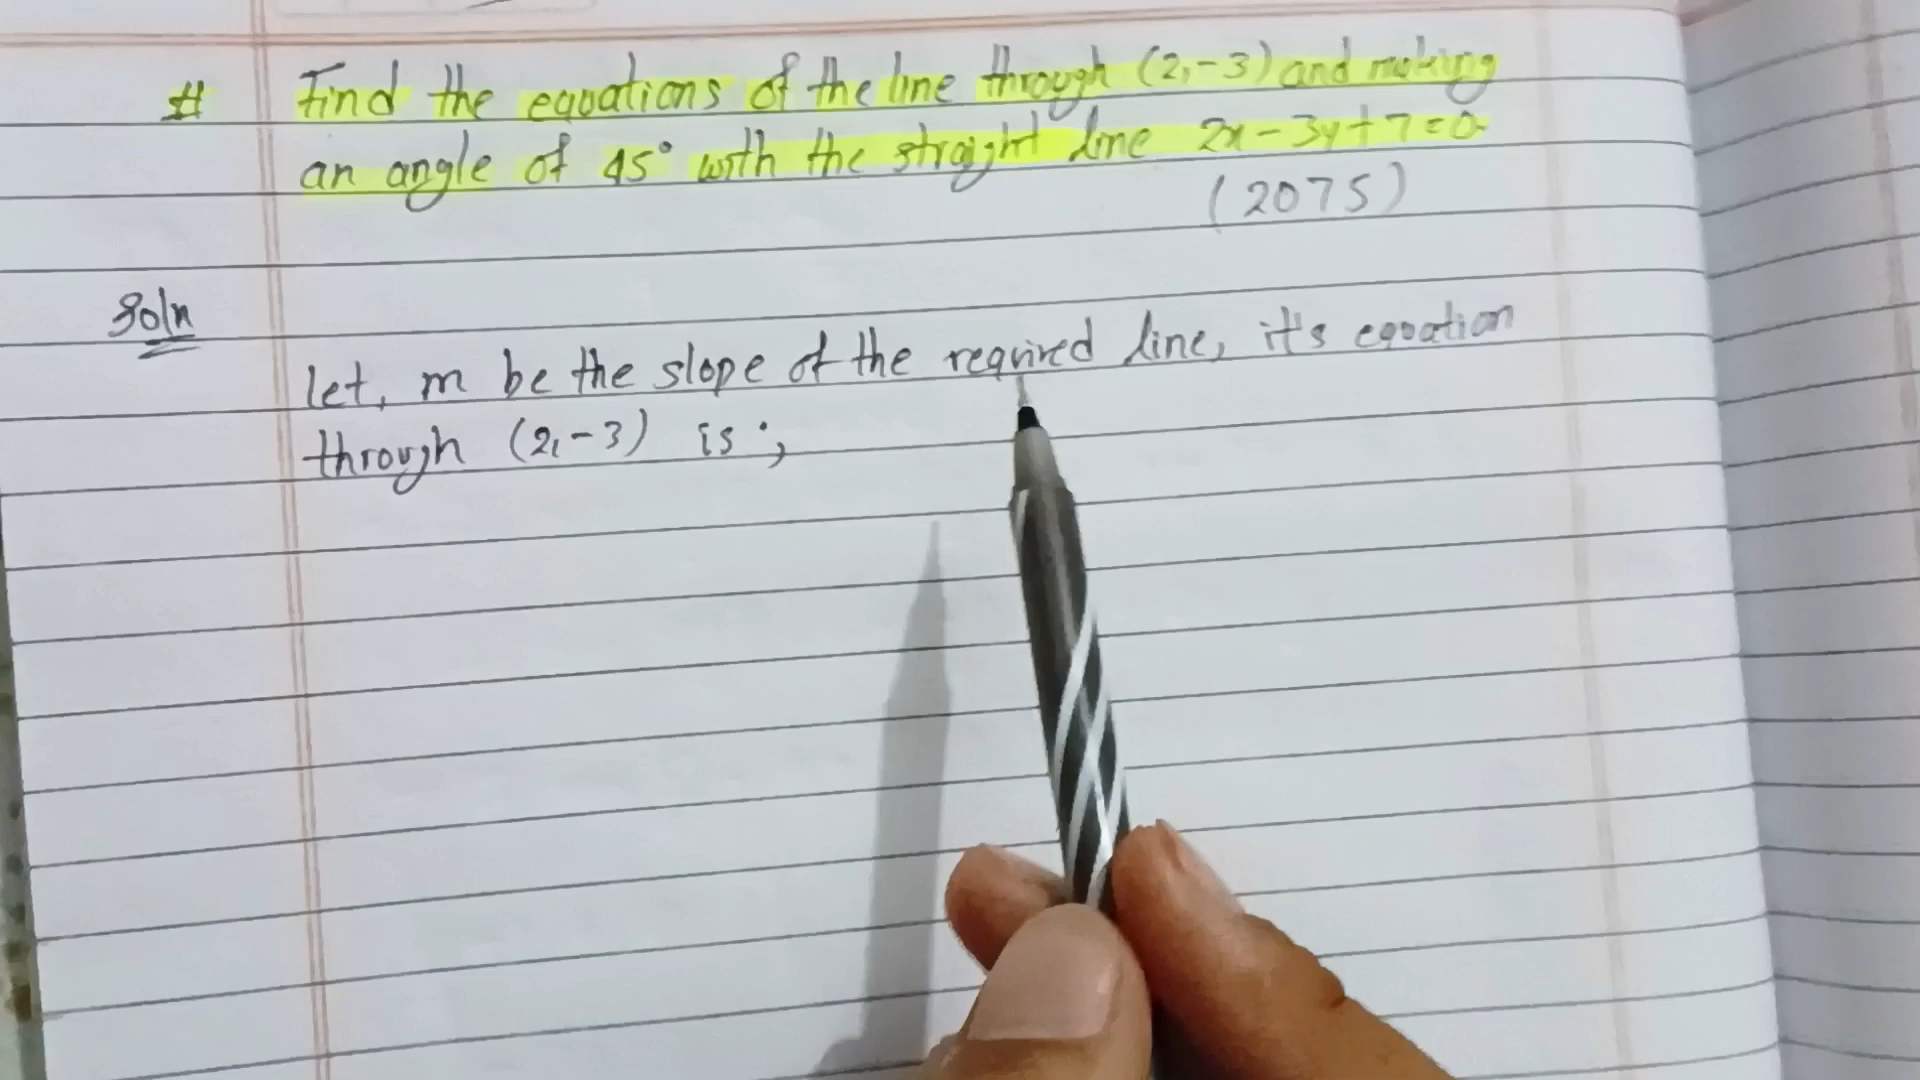 # Find the equations of the line through (2,-3) and making
an angle of 45° with the straight line 2x-3y+7=0.
(2075)
Soln
let, m be the slope of the required line, it's equation
through (2,-3) is ;